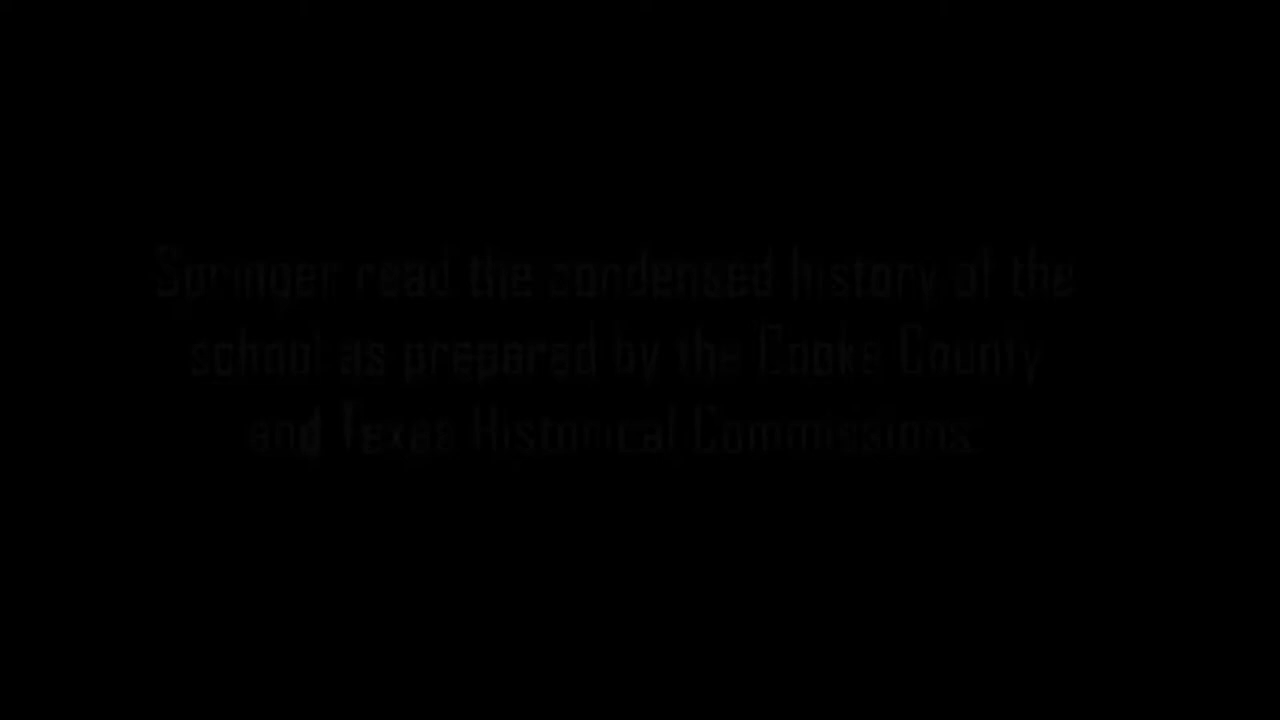 Springer read the condensed history of the
school as prepared by the Cooke County
and Texas Historical Commissions.